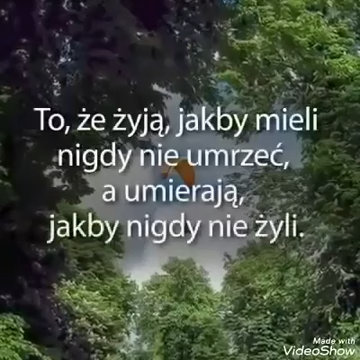 To, że żyją, jakby mieli
nigdy nie umrzeć,
a umierają,
jakby nigdy nie żyli.
Made with
VideoShow